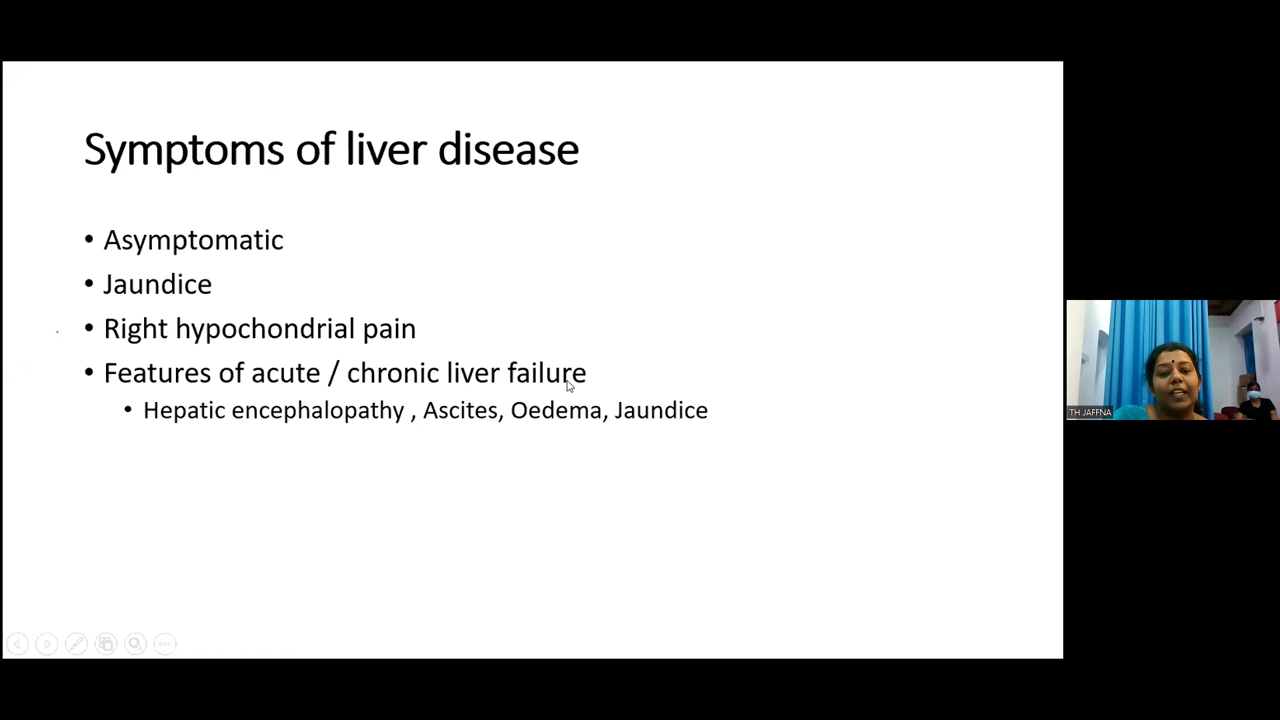 Symptoms of liver disease
• Asymptomatic
• Jaundice
• Right hypochondrial pain
• Features of acute / chronic liver failure
• Hepatic encephalopathy , Ascites, Oedema, Jaundice
TH JAFFNA